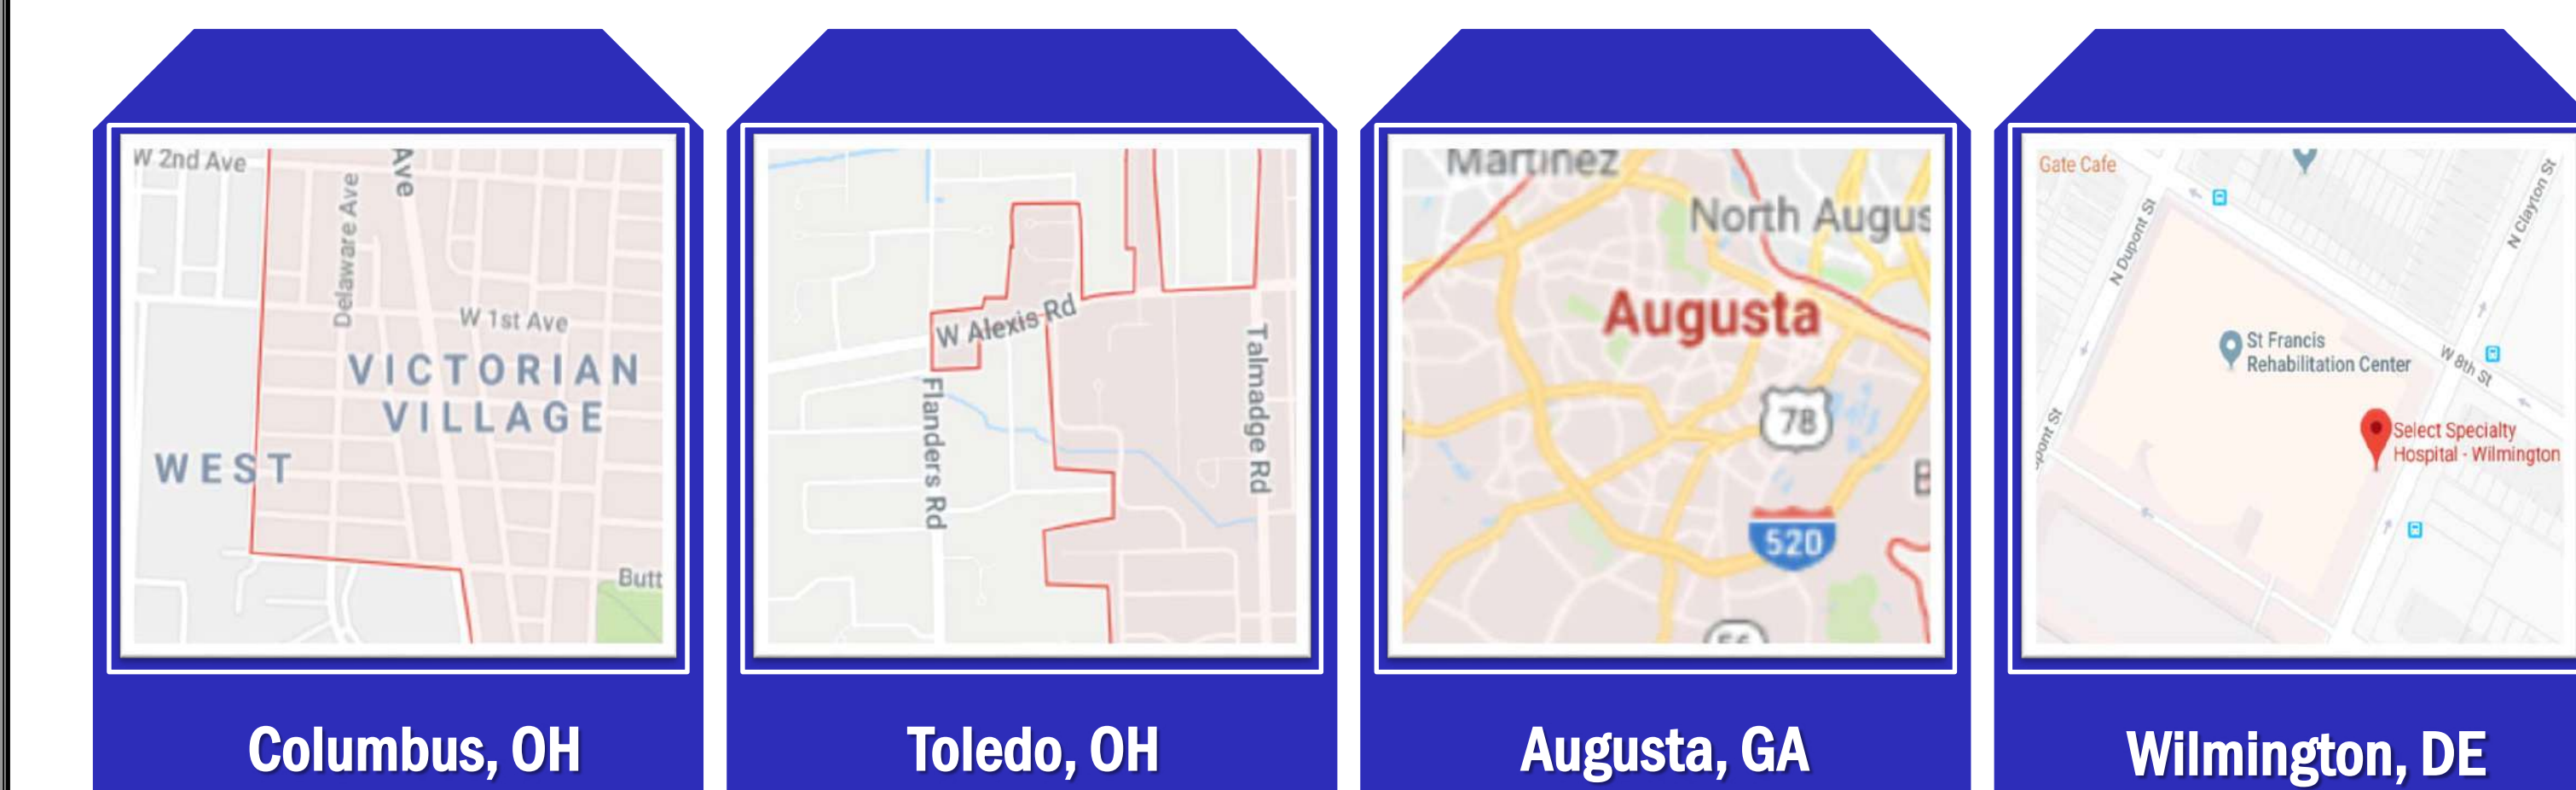 W 2nd Ave
Ave
Delaware Ave
W 1st Ave
VICTORIAN
VILLAGE
WEST
Butt
Columbus, OH
W Alexis Rd
Flanders Rd
Talmadge Rd
Toledo, OH
Martinez
North Augus
Augusta
78
520
Augusta, GA
Gate Cafe
N Dupont St
N Clayton St
St Francis
Rehabilitation Center
W 8th St
Select Specialty
Hospital - Wilmington
pont St
Wilmington, DE